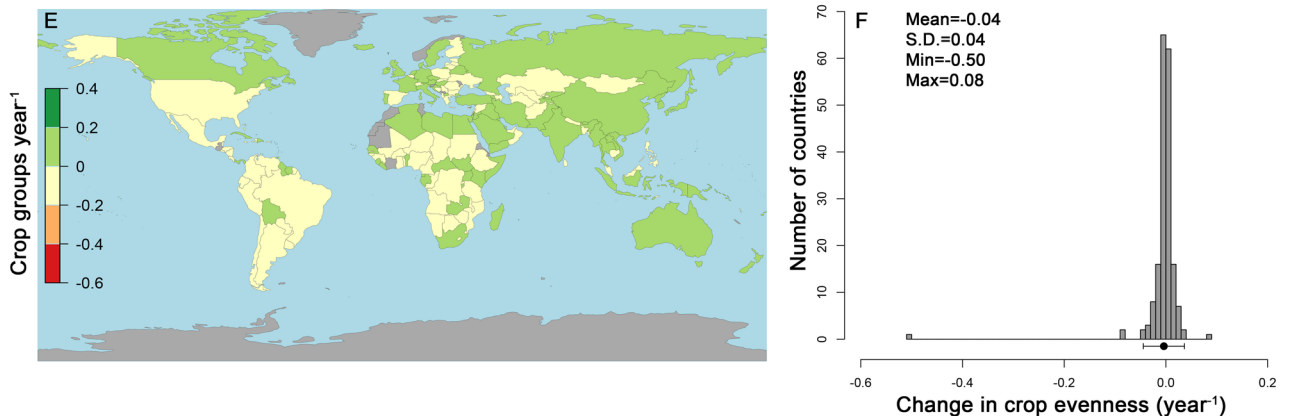 E
Crop groups year-1
0.4
0.2
0
-0.2
-0.4
-0.6
F
Mean=-0.04
S.D.=0.04
Min=-0.50
Max=0.08
Number of countries
70
60
50
40
30
20
10
0
-0.6
-0.4
-0.2
0.0
0.2
Change in crop evenness (year-1)